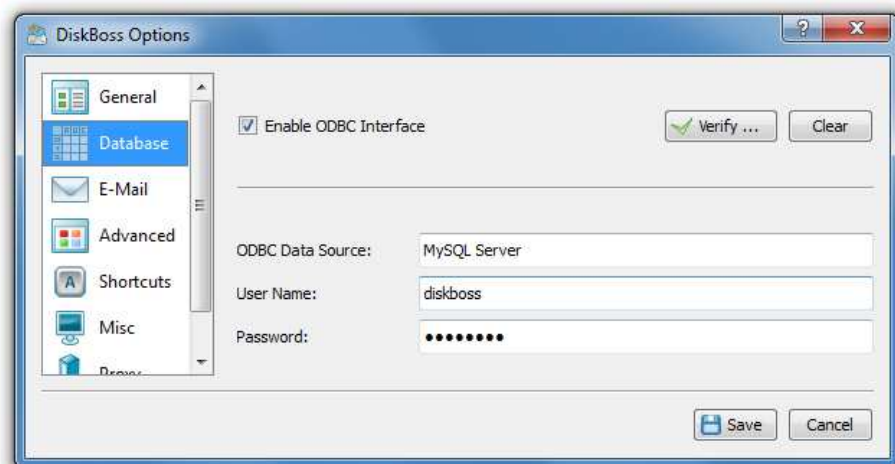 DiskBoss Options
General
Database
E-Mail
Advanced
Shortcuts
Misc
Proxy
Enable ODBC Interface
Verify ...
Clear
ODBC Data Source: MySQL Server
User Name: diskboss
Password: ●●●●●●●●
Save
Cancel